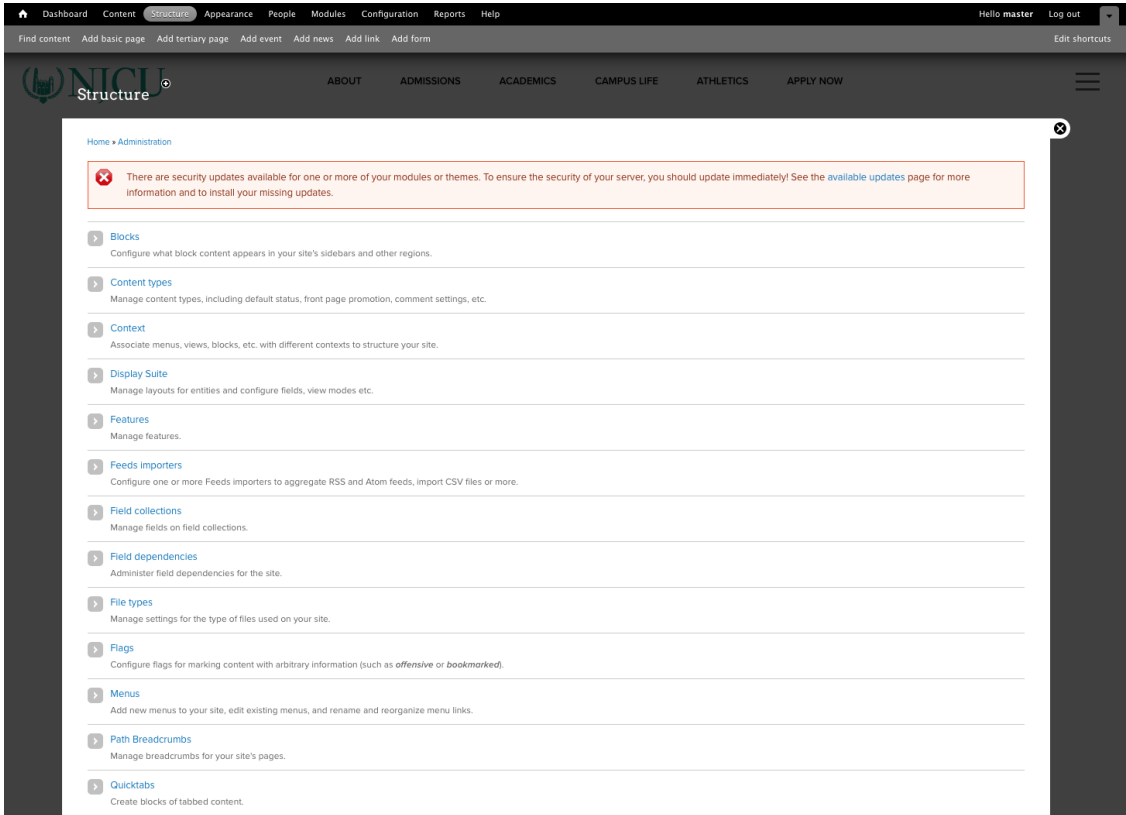 Dashboard Content Structure Appearance People Modules Configuration Reports Help Hello master Log out
Find content Add basic page Add tertiary page Add event Add news Add link Add form Edit shortcuts
NJCU ABOUT ADMISSIONS ACADEMICS CAMPUS LIFE ATHLETICS APPLY NOW
Structure
Home » Administration
There are security updates available for one or more of your modules or themes. To ensure the security of your server, you should update immediately! See the available updates page for more
information and to install your missing updates.
Blocks
Configure what block content appears in your site's sidebars and other regions.
Content types
Manage content types, including default status, front page promotion, comment settings, etc.
Context
Associate menus, views, blocks, etc. with different contexts to structure your site.
Display Suite
Manage layouts for entities and configure fields, view modes etc.
Features
Manage features.
Feeds importers
Configure one or more Feeds importers to aggregate RSS and Atom feeds, import CSV files or more.
Field collections
Manage fields on field collections.
Field dependencies
Administer field dependencies for the site.
File types
Manage settings for the type of files used on your site.
Flags
Configure flags for marking content with arbitrary information (such as offensive or bookmarked).
Menus
Add new menus to your site, edit existing menus, and rename and reorganize menu links.
Path Breadcrumbs
Manage breadcrumbs for your site's pages.
Quicktabs
Create blocks of tabbed content.